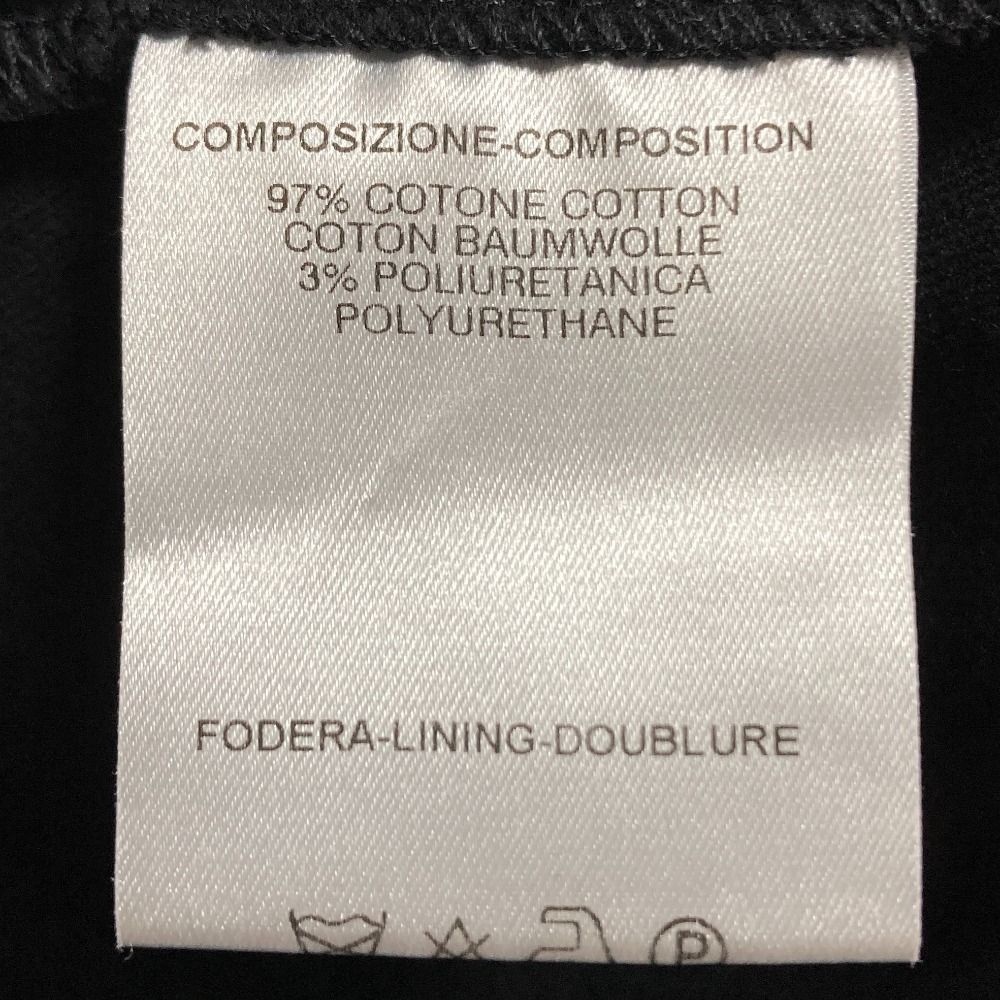 COMPOSIZIONE-COMPOSITION
97% COTONE COTTON
COTON BAUMWOLLE
3% POLIURETANICA
POLYURETHANE
FODERA-LINING-DOUBLURE
P